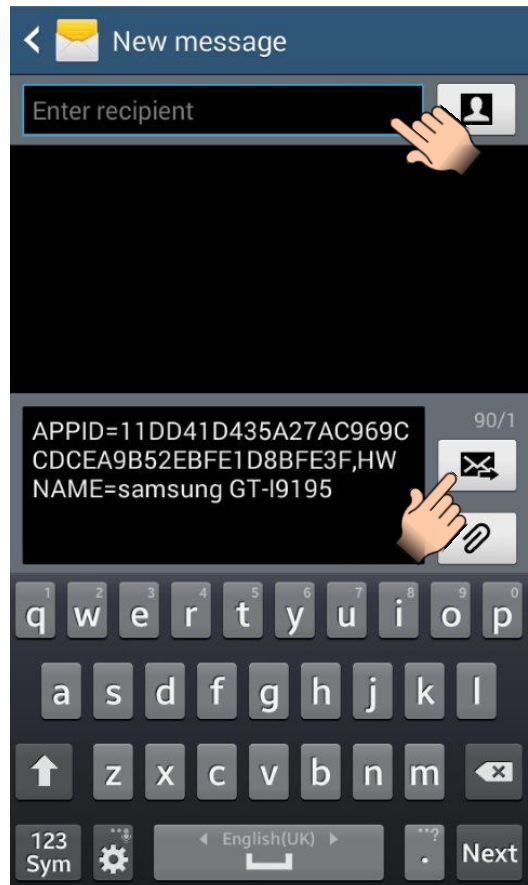 New message
Enter recipient
90/1
APPID=11DD41D435A27AC969C
CDCEA9B52EBFE1D8BFE3F,HW
NAME=samsung GT-I9195
1 2 3 4 5 6 7 8 9 0
q w e r t y u i o p
a s d f g h j k l
z x c v b n m
123
Sym
English(UK)
..?
.
Next